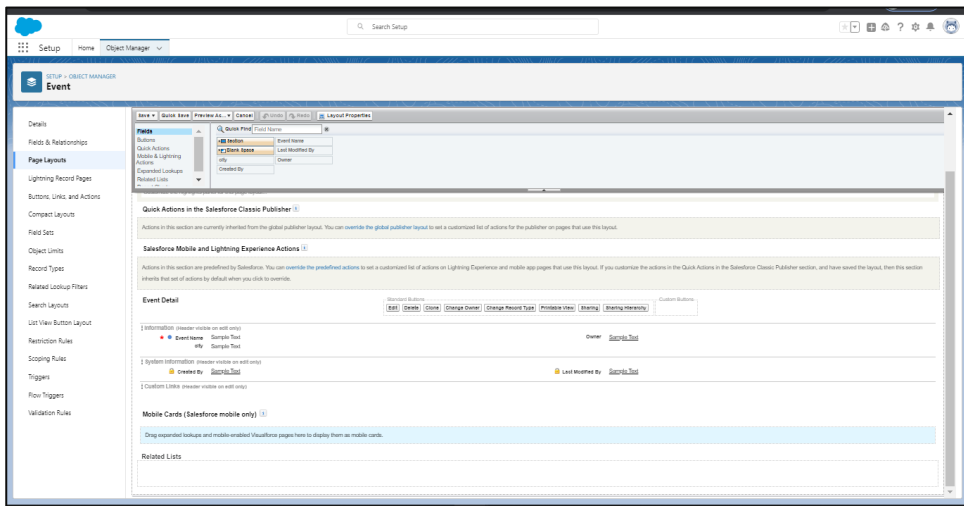 Search Setup
Setup Home Object Manager
SETUP > OBJECT MANAGER
Event
Details
Fields & Relationships
Page Layouts
Lightning Record Pages
Buttons, Links, and Actions
Compact Layouts
Field Sets
Object Limits
Record Types
Related Lookup Filters
Search Layouts
List View Button Layout
Restriction Rules
Scoping Rules
Triggers
Flow Triggers
Validation Rules
Save Quick Save Preview As... Cancel Undo Redo Layout Properties
Fields
Buttons
Quick Actions
Mobile & Lightning
Actions
Expanded Lookups
Related Lists
Quick Find Field Name
Section Event Name
Blank Space Last Modified By
city Owner
Created By
Quick Actions in the Salesforce Classic Publisher
Actions in this section are currently inherited from the global publisher layout. You can override the global publisher layout to set a customized list of actions for the publisher on pages that use this layout.
Salesforce Mobile and Lightning Experience Actions
Actions in this section are predefined by Salesforce. You can override the predefined actions to set a customized list of actions on Lightning Experience and mobile app pages that use this layout. If you customize the actions in the Quick Actions in the Salesforce Classic Publisher section, and have saved the layout, then this section
inherits that set of actions by default when you click to override.
Event Detail
Standard Buttons
Edit Delete Clone Change Owner Change Record Type Printable View Sharing Sharing Hierarchy
Custom Buttons
Information (Header visible on edit only)
Event Name Sample Text Owner Sample Text
city Sample Text
System Information (Header visible on edit only)
Created By Sample Text Last Modified By Sample Text
Custom Links (Header visible on edit only)
Mobile Cards (Salesforce mobile only)
Drag expanded lookups and mobile-enabled Visualforce pages here to display them as mobile cards.
Related Lists